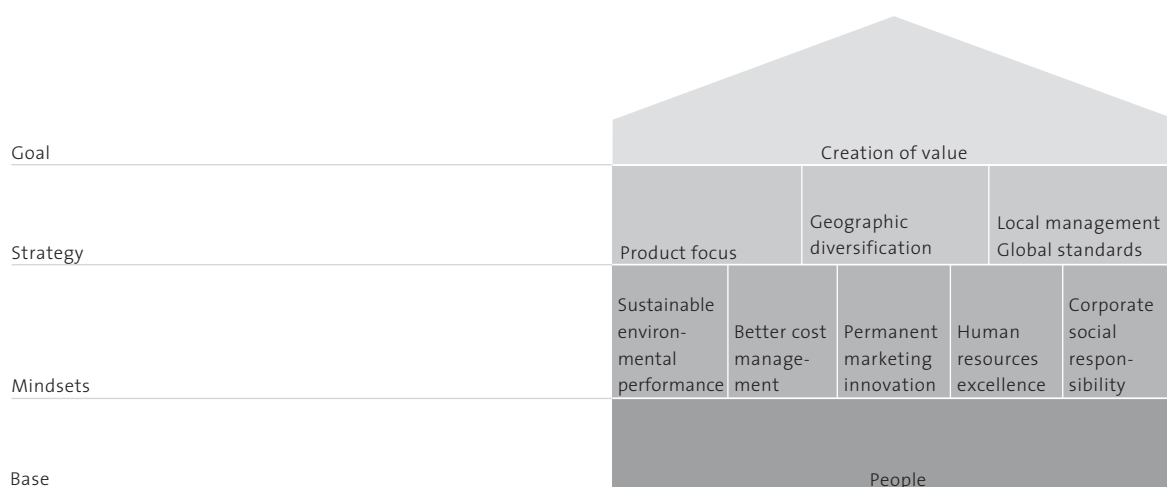 Goal
Creation of value
Strategy
Product focus
Geographic
diversification
Local management
Global standards
Mindsets
Sustainable
environ-
mental
performance
Better cost
manage-
ment
Permanent
marketing
innovation
Human
resources
excellence
Corporate
social
respon-
sibility
Base
People